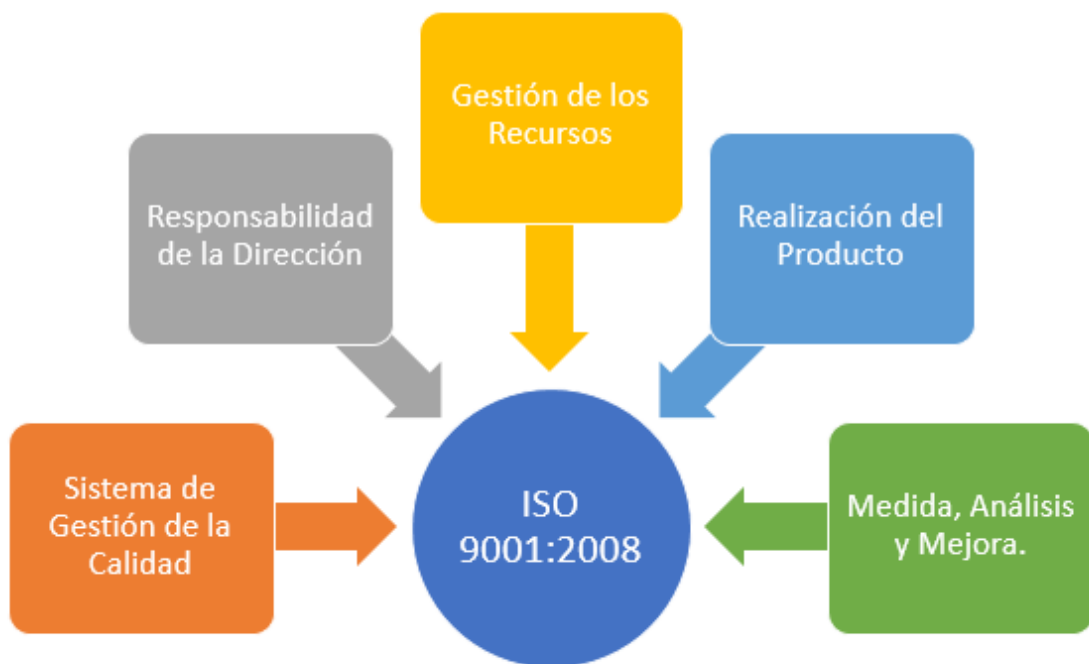 Gestión de los
Recursos
Responsabilidad
de la Dirección
Realización del
Producto
Sistema de
Gestión de la
Calidad
ISO
9001:2008
Medida, Análisis
y Mejora.